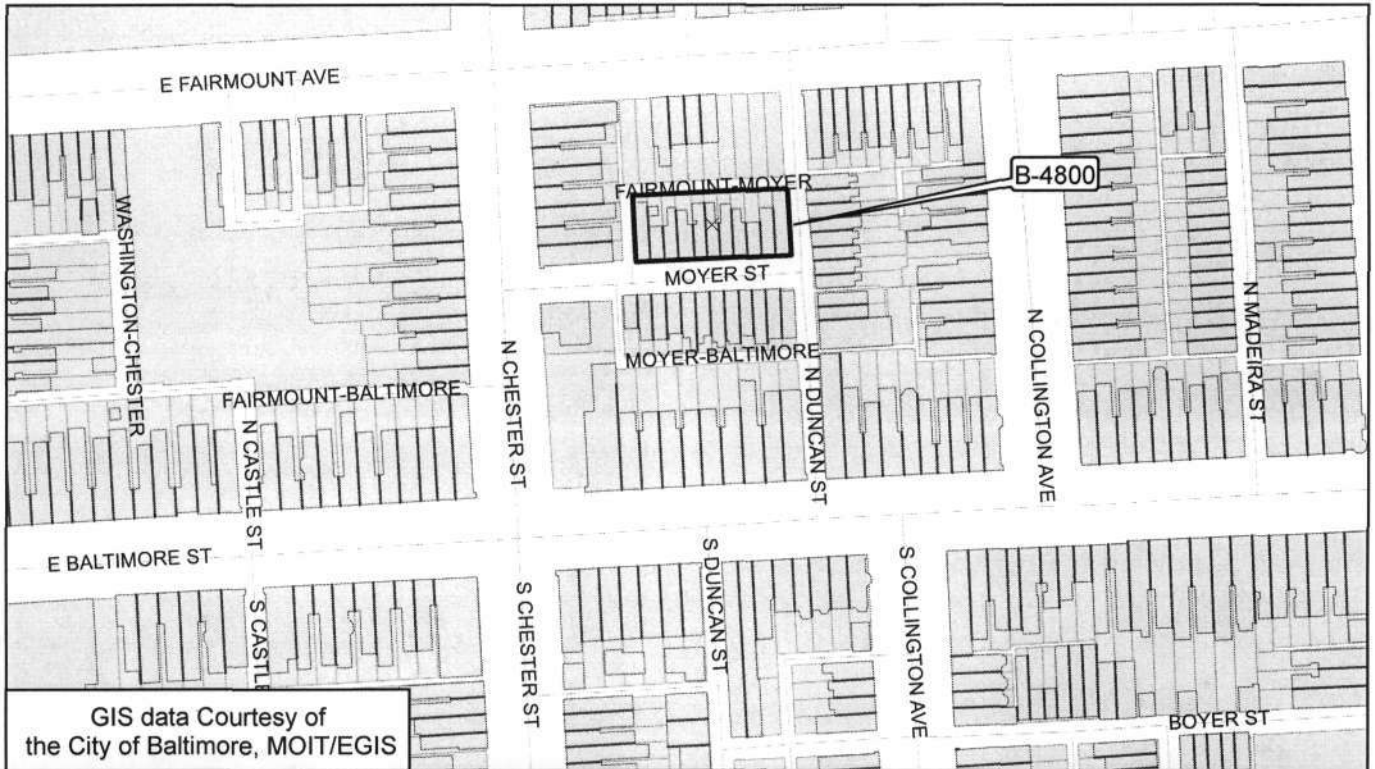 E FAIRMOUNT AVE
FAIRMOUNT-MOYER
B-4800
WASHINGTON-CHESTER
MOYER ST
N CHESTER ST
MOYER-BALTIMORE
N DUNCAN ST
N COLLINGTON AVE
N MADEIRA ST
FAIRMOUNT-BALTIMORE
N CASTLE ST
E BALTIMORE ST
S CASTLE
S CHESTER ST
S DUNCAN ST
S COLLINGTON AVE
BOYER ST
GIS data Courtesy of
the City of Baltimore, MOIT/EGIS